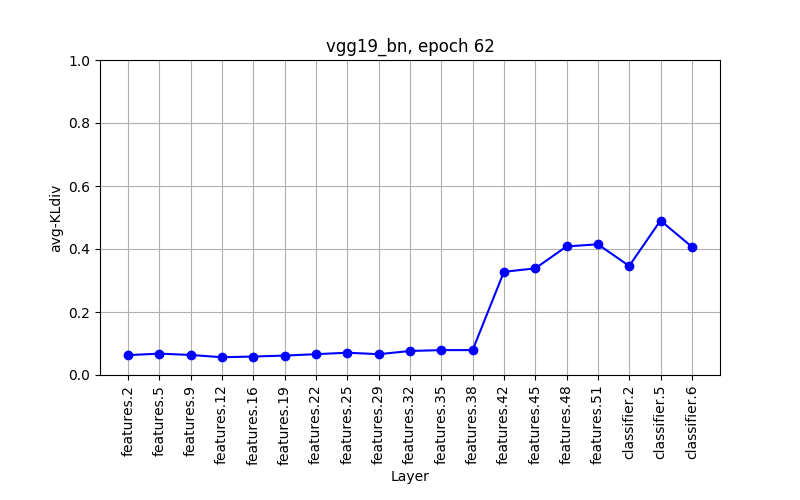 vgg19_bn, epoch 62
1.0
0.8
0.6
0.4
0.2
0.0
avg-KLdiv
features.2
features.5
features.9
features.12
features.16
features.19
features.22
features.25
features.29
features.32
features.35
features.38
features.42
features.45
features.48
features.51
classifier.2
classifier.5
classifier.6
Layer